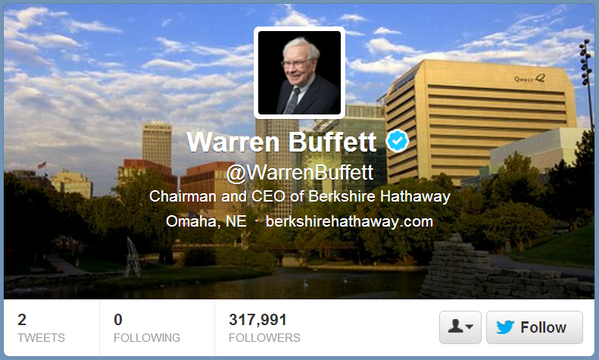 WOODMEN
Qwest
Warren Buffett
@WarrenBuffett
Chairman and CEO of Berkshire Hathaway
Omaha, NE · berkshirehathaway.com
2
TWEETS
0
FOLLOWING
317,991
FOLLOWERS
Follow